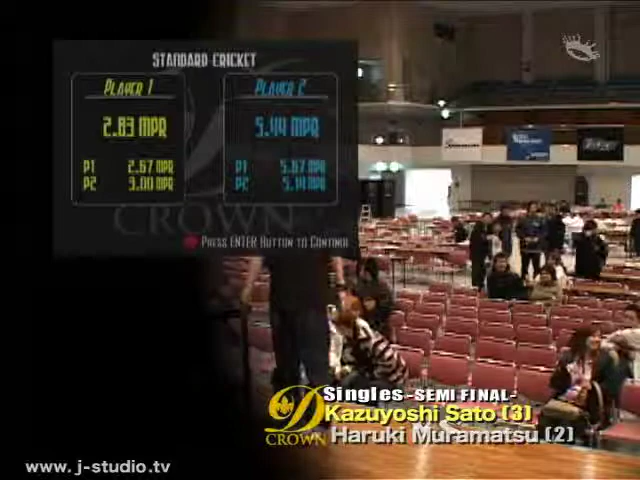 STANDARD CRICKET
PLAYER 1
PLAYER 2
2.83 MPR
5.44 MPR
P1 2.67 MPR
P2 3.00 MPR
P1 5.67 MPR
P2 5.14 MPR
CROWN
PRESS ENTER BUTTON TO CONTINUE
Singles -SEMI FINAL-
Kazuyoshi Sato (3)
CROWN
Haruki Muramatsu (2)
www.j-studio.tv